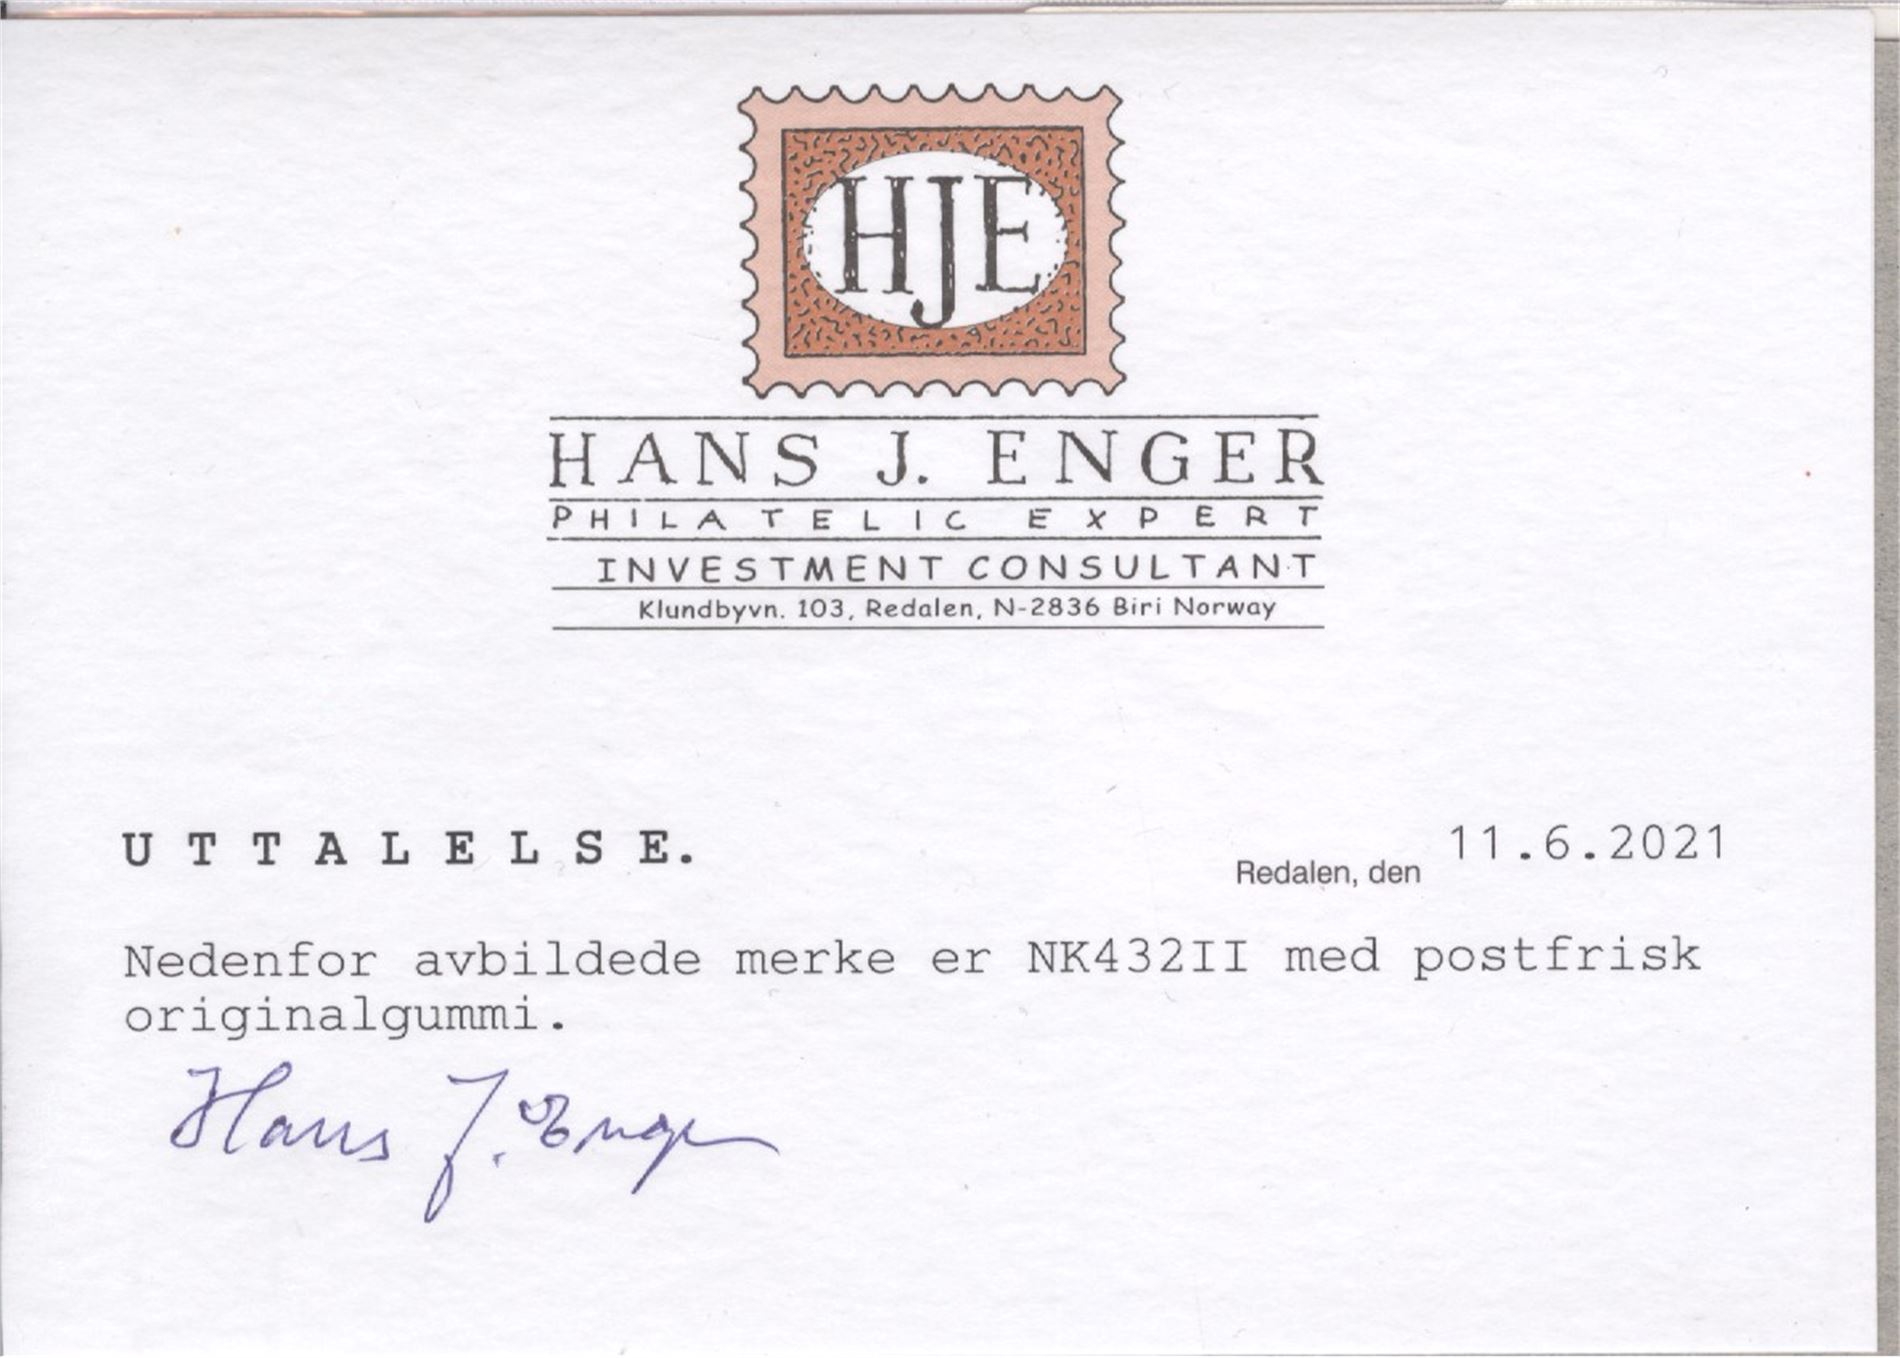 HJE
HANS J. ENGER
PHILATELIC EXPERT
INVESTMENT CONSULTANT
Klundbyvn. 103, Redalen, N-2836 Biri Norway
UTTALELSE.
Redalen, den 11.6.2021
Nedenfor avbildede merke er NK432II med postfrisk
originalgummi.
Hans J. Enger